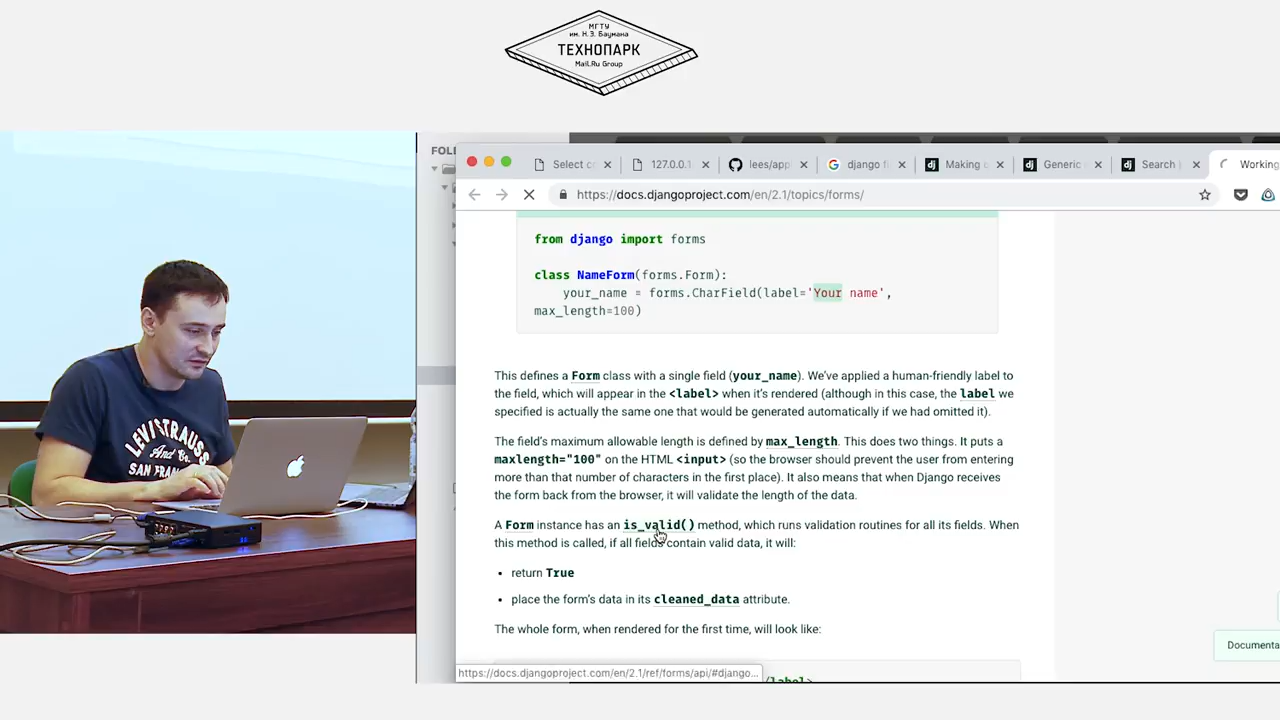 МГТУ
им. Н.Э. Баумана
ТЕХНОПАРК
Mail.Ru Group
LEVI STRAUSS
And Co.
SAN FRANCISCO
FOL
Select co
127.0.0.1
lees/app
django fi
Making q
Generic
Search
Working
https://docs.djangoproject.com/en/2.1/topics/forms/
from django import forms
class NameForm(forms.Form):
your_name = forms.CharField(label='Your name',
max_length=100)
This defines a Form class with a single field (your_name). We've applied a human-friendly label to
the field, which will appear in the <label> when it's rendered (although in this case, the label we
specified is actually the same one that would be generated automatically if we had omitted it).
The field's maximum allowable length is defined by max_length. This does two things. It puts a
maxlength="100" on the HTML <input> (so the browser should prevent the user from entering
more than that number of characters in the first place). It also means that when Django receives
the form back from the browser, it will validate the length of the data.
A Form instance has an is_valid() method, which runs validation routines for all its fields. When
this method is called, if all fields contain valid data, it will:
• return True
• place the form's data in its cleaned_data attribute.
The whole form, when rendered for the first time, will look like:
Documenta
https://docs.djangoproject.com/en/2.1/ref/forms/api/#django...
/label>